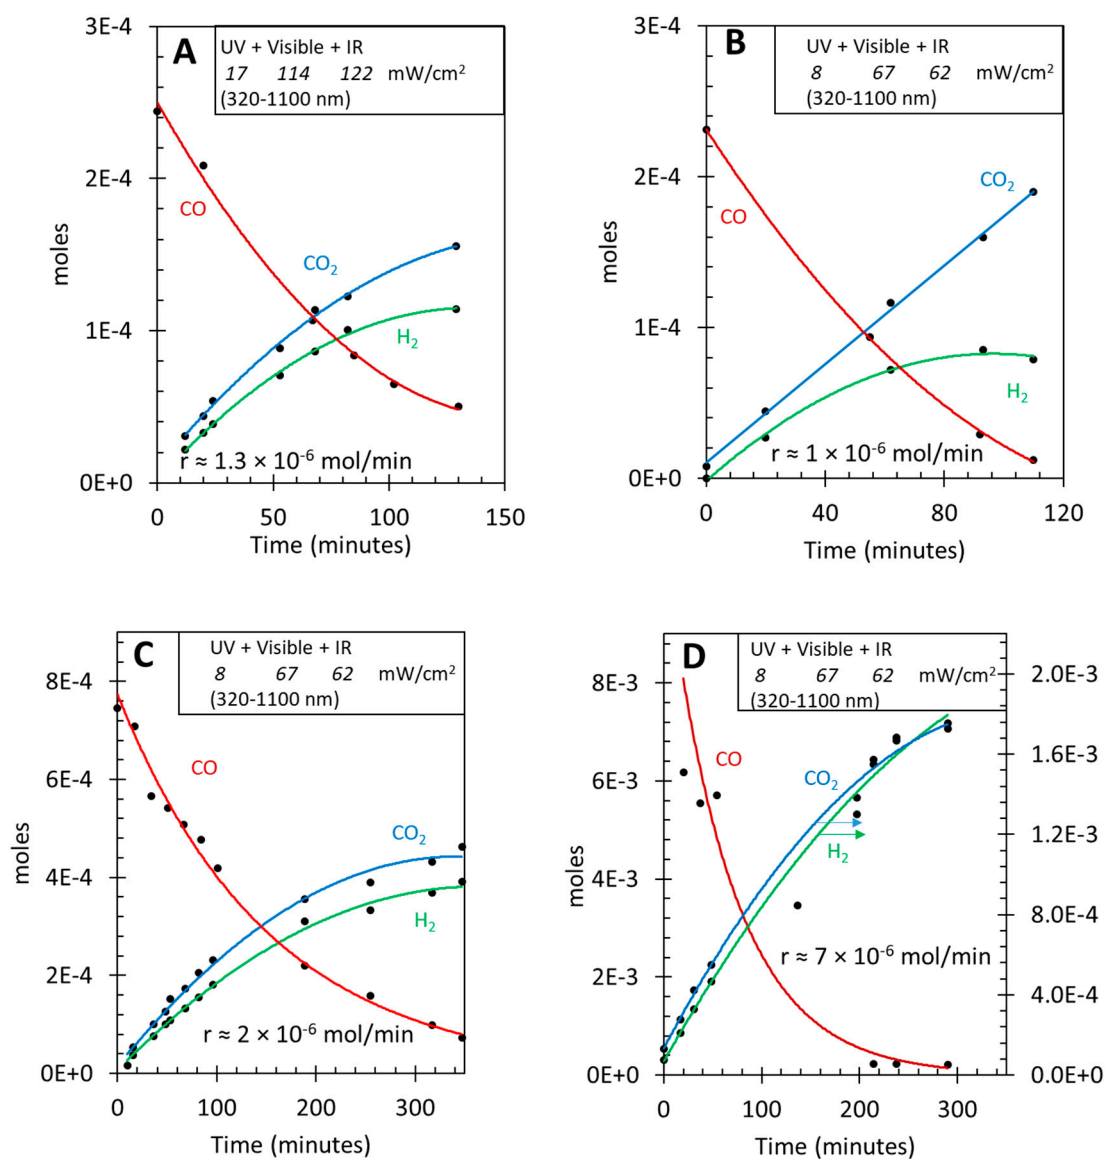 A
UV + Visible + IR
17 114 122 mW/cm²
(320-1100 nm)
3E-4
2E-4
1E-4
0E+0
moles
CO
CO₂
H₂
r ≈ 1.3 × 10⁻⁶ mol/min
0 50 100 150
Time (minutes)
B
UV + Visible + IR
8 67 62 mW/cm²
(320-1100 nm)
3E-4
2E-4
1E-4
0E+0
moles
CO
CO₂
H₂
r ≈ 1 × 10⁻⁶ mol/min
0 40 80 120
Time (minutes)
C
UV + Visible + IR
8 67 62 mW/cm²
(320-1100 nm)
8E-4
6E-4
4E-4
2E-4
0E+0
moles
CO
CO₂
H₂
r ≈ 2 × 10⁻⁶ mol/min
0 100 200 300
Time (minutes)
D
UV + Visible + IR
8 67 62 mW/cm²
(320-1100 nm)
8E-3
6E-3
4E-3
2E-3
0E+0
moles
CO
CO₂
H₂
r ≈ 7 × 10⁻⁶ mol/min
2.0E-3
1.6E-3
1.2E-3
8.0E-4
4.0E-4
0.0E+0
0 100 200 300
Time (minutes)